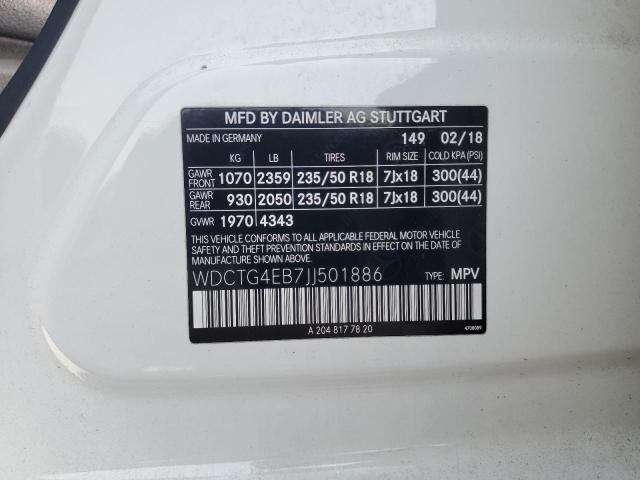 MFD BY DAIMLER AG STUTTGART
MADE IN GERMANY 149 02/18
KG LB TIRES RIM SIZE COLD KPA(PSI)
GAWR FRONT 1070 2359 235/50 R18 7Jx18 300(44)
GAWR REAR 930 2050 235/50 R18 7Jx18 300(44)
GVWR 1970 4343
THIS VEHICLE CONFORMS TO ALL APPLICABLE FEDERAL MOTOR VEHICLE
SAFETY AND THEFT PREVENTION STANDARDS IN EFFECT ON THE DATE OF
MANUFACTURE SHOWN ABOVE.
WDCTG4EB7JJ501886 TYPE: MPV
A 204 817 78 20 4708089